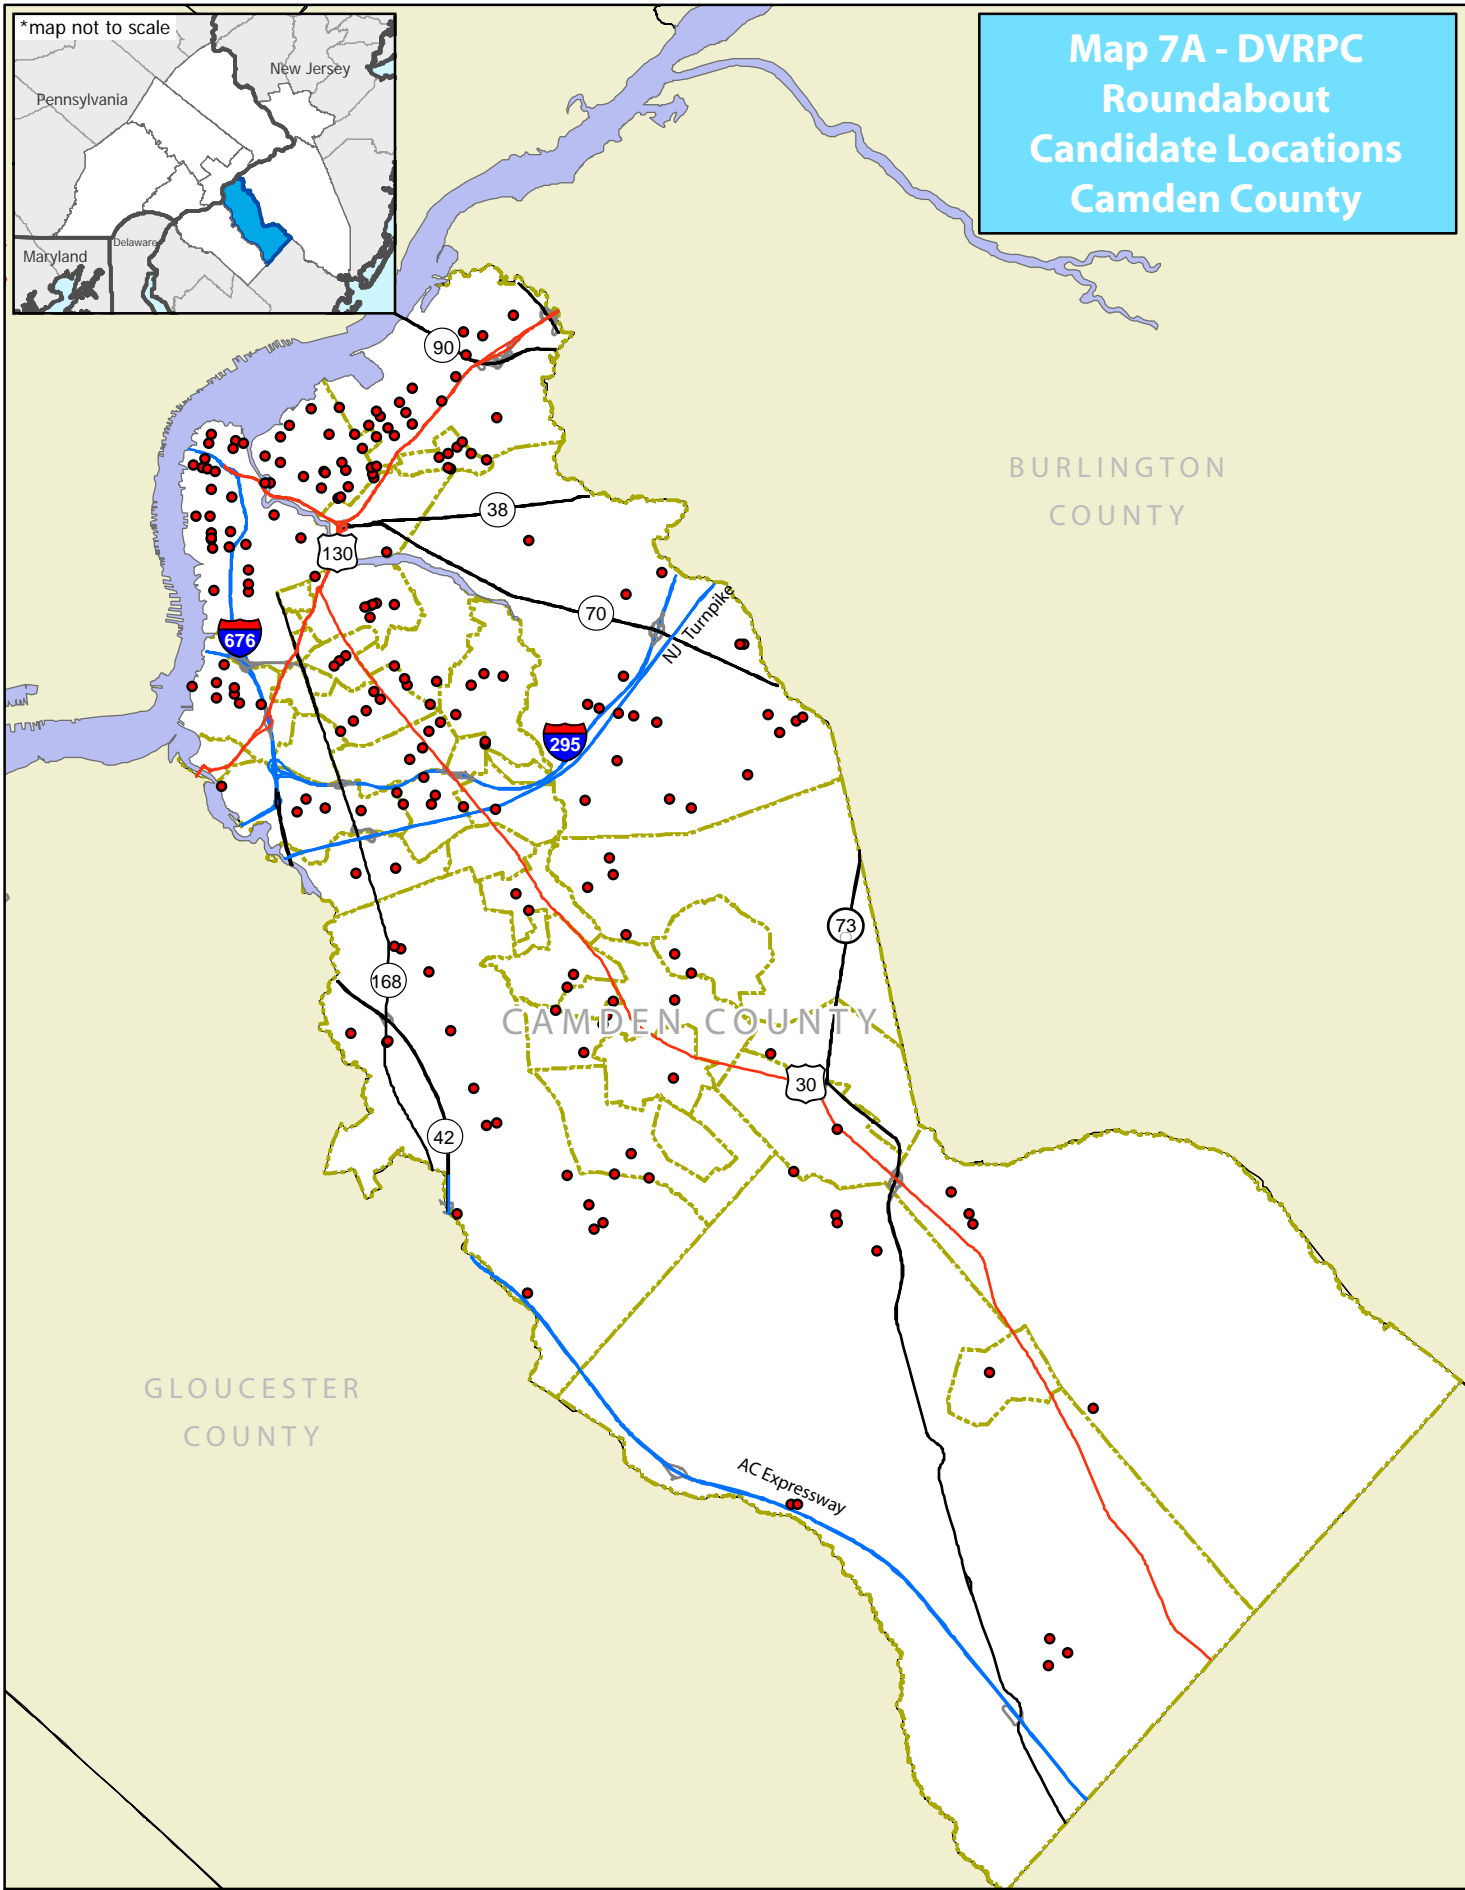 *map not to scale
New Jersey
Pennsylvania
Delaware
Maryland
Map 7A - DVRPC
Roundabout
Candidate Locations
Camden County
90
BURLINGTON
COUNTY
38
130
70
676
NJ Turnpike
295
73
168
CAMDEN COUNTY
30
42
GLOUCESTER
COUNTY
AC Expressway